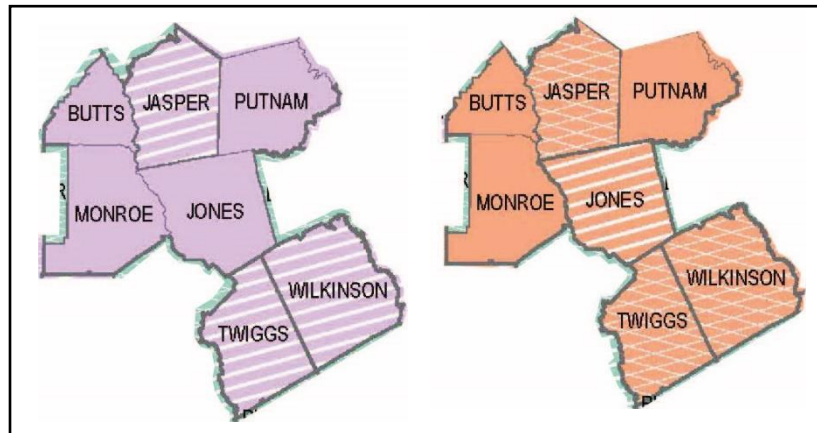 BUTTS
JASPER
PUTNAM
MONROE
JONES
WILKINSON
TWIGGS
BUTTS
JASPER
PUTNAM
MONROE
JONES
WILKINSON
TWIGGS